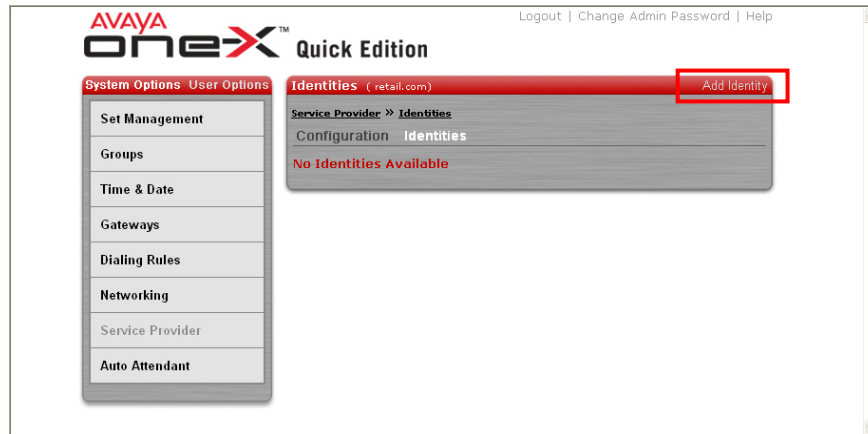 Logout | Change Admin Password | Help
AVAYA
one-X™ Quick Edition
System Options User Options
Identities ( retail.com)
Add Identity
Set Management
Groups
Time & Date
Gateways
Dialing Rules
Networking
Service Provider
Auto Attendant
Service Provider » Identities
Configuration Identities
No Identities Available